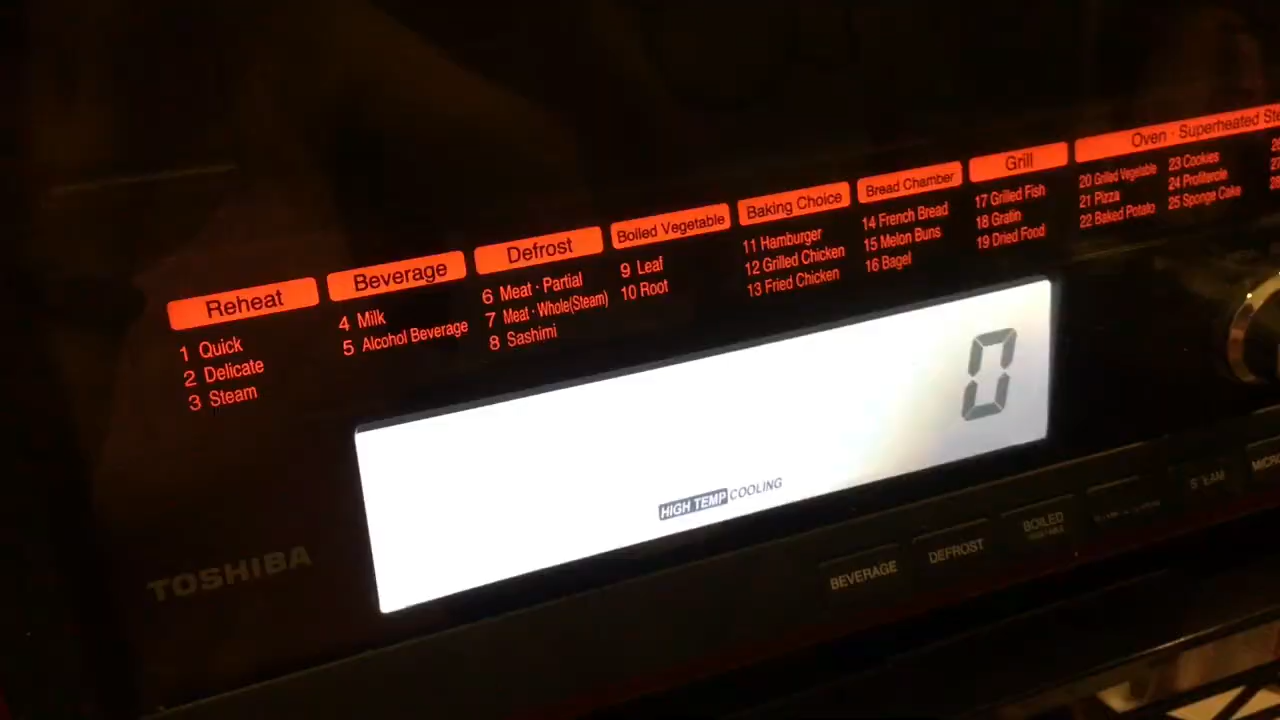 Reheat
1 Quick
2 Delicate
3 Steam
Beverage
4 Milk
5 Alcohol Beverage
Defrost
6 Meat · Partial
7 Meat · Whole(Steam)
8 Sashimi
Boiled Vegetable
9 Leaf
10 Root
Baking Choice
11 Hamburger
12 Grilled Chicken
13 Fried Chicken
Bread Chamber
14 French Bread
15 Melon Buns
16 Bagel
Grill
17 Grilled Fish
18 Gratin
19 Dried Food
Oven · Superheated Ste
20 Grilled Vegetable
21 Pizza
22 Baked Potato
23 Cookies
24 Profiterole
25 Sponge Cake
0
HIGH TEMP COOLING
TOSHIBA
BEVERAGE
DEFROST
BOILED
VEGETABLE
STEAM
MICRO